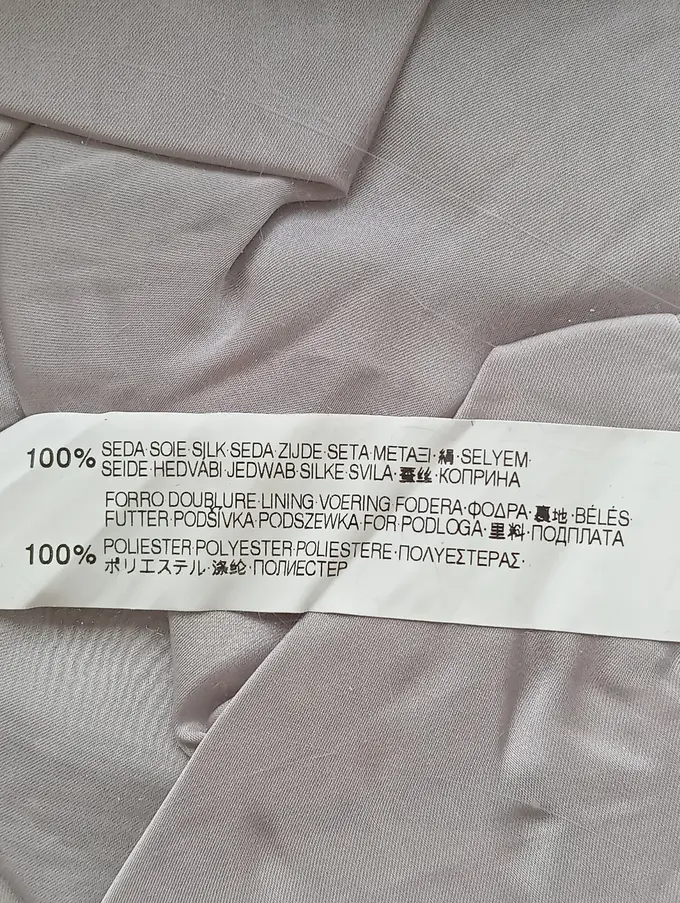 100% SEDA·SOIE·SILK·SEDA·ZIJDE·SETA·ΜΕΤΑΞΙ·絹·SELYEM·
SEIDE·HEDVÁBÍ·JEDWAB·SILKE·SVILA·蚕丝·КОПРИНА
FORRO·DOUBLURE·LINING·VOERING·FODERA·ΦΟΔΡΑ·裏地·BÉLÉS·
FUTTER·PODŠÍVKA·PODSZEWKA·FOR·PODLOGA·里料·ПОДПЛАТА
100% POLIESTER·POLYESTER·POLIESTERE·ΠΟΛΥΕΣΤΕΡΑΣ·
ポリエステル·涤纶·ПОЛИЕСТЕР